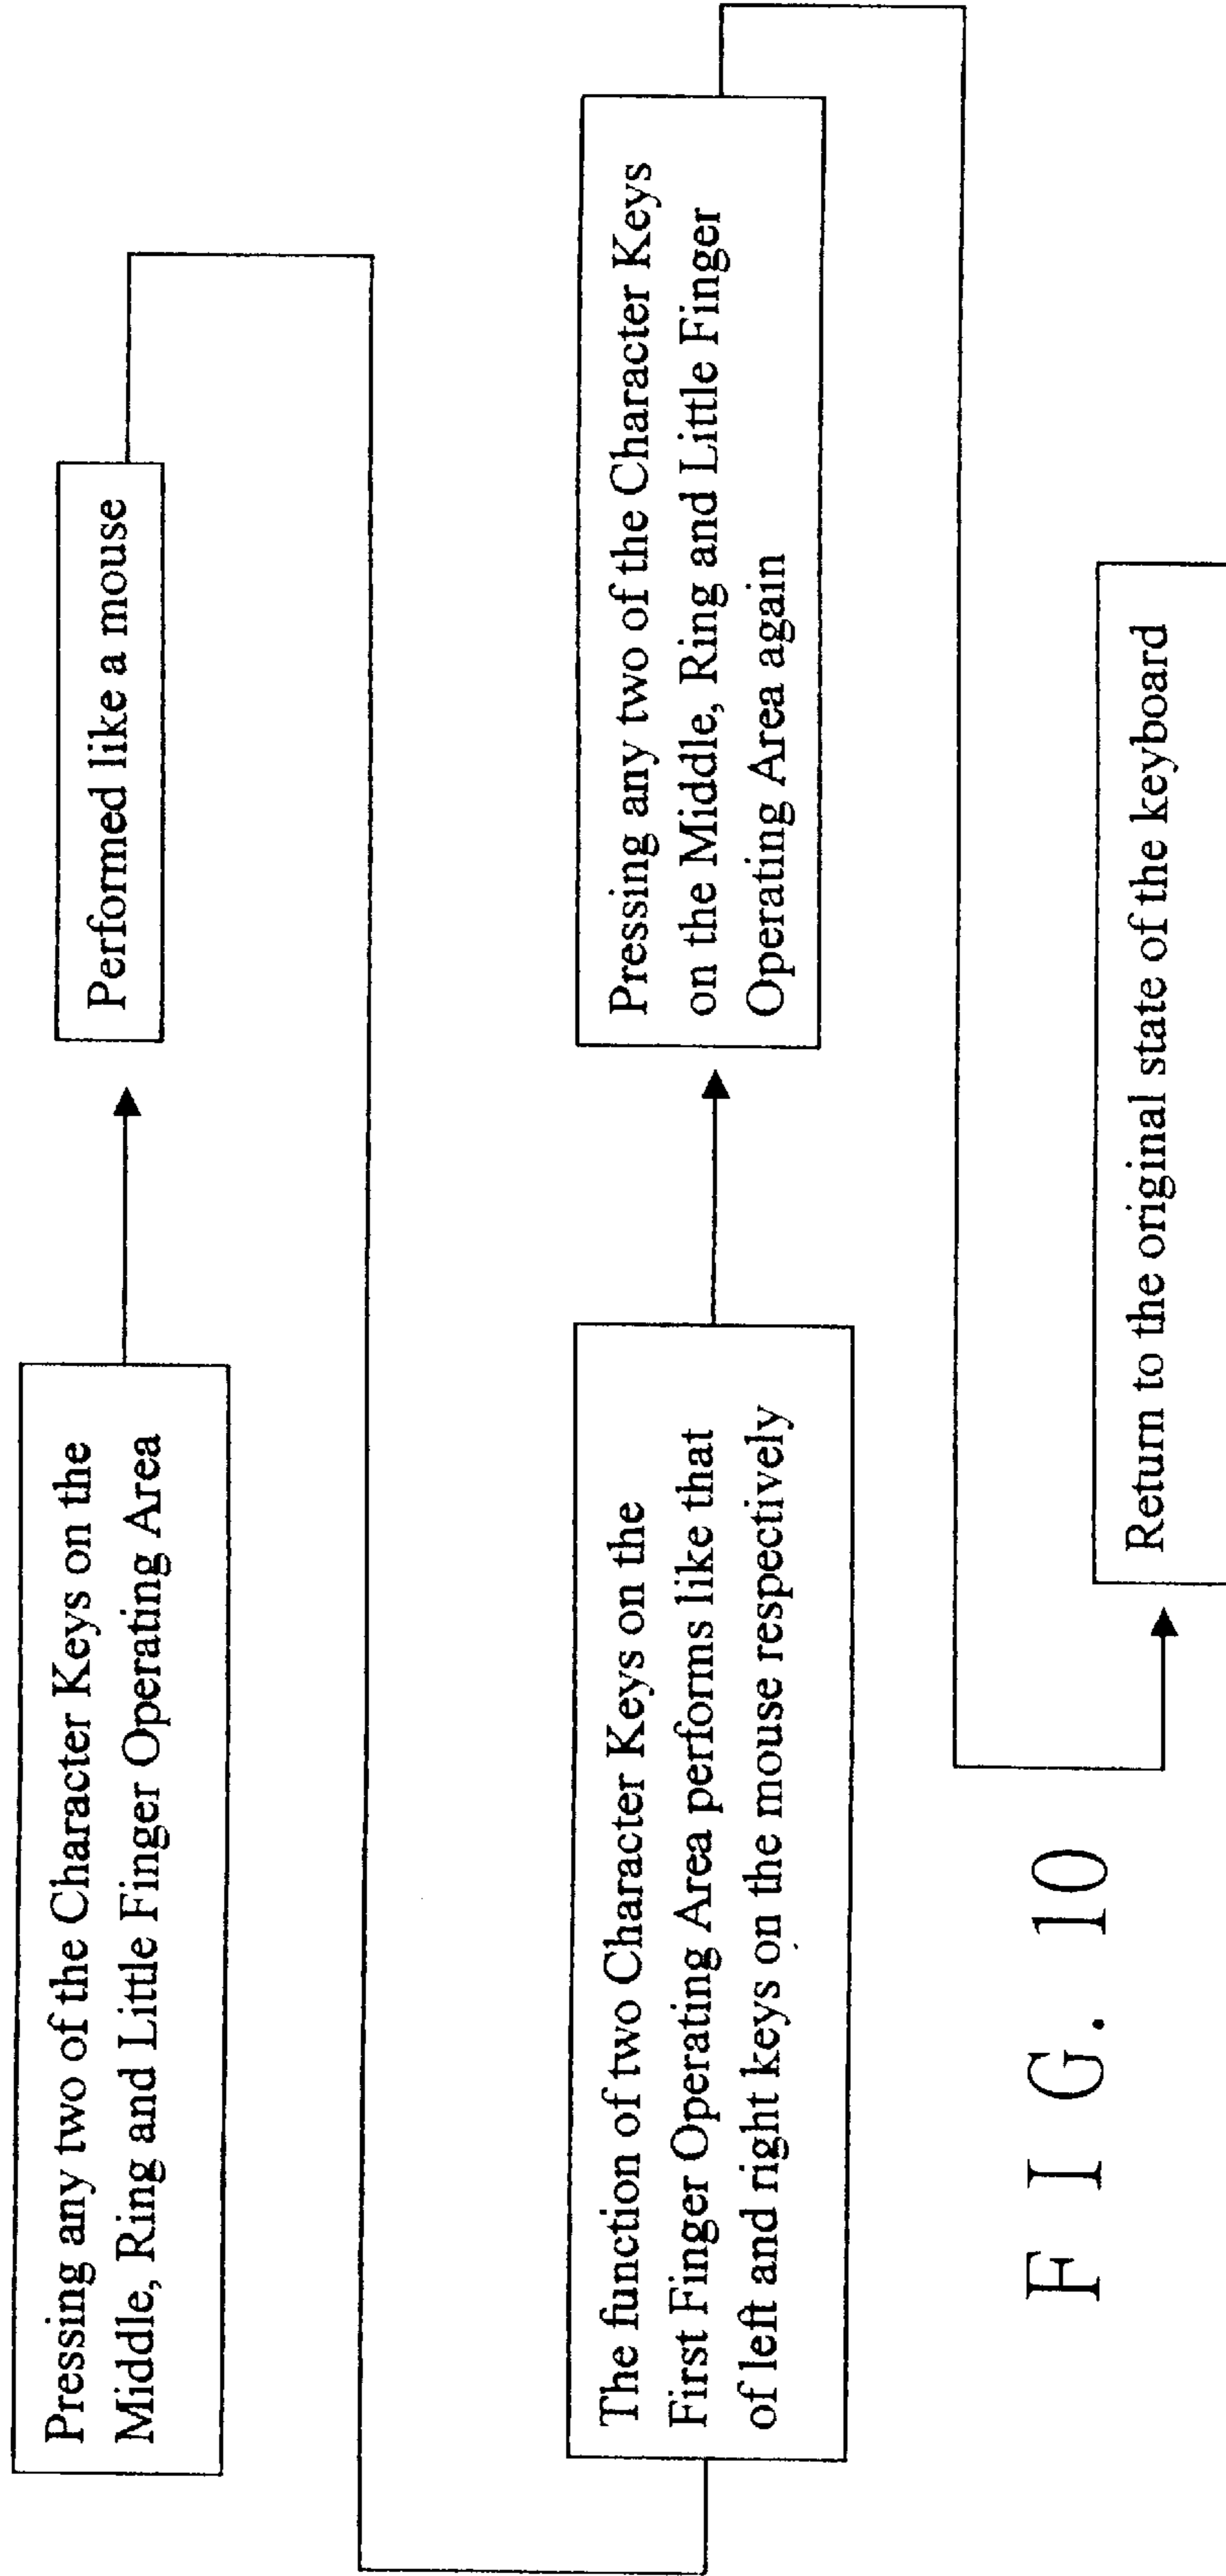 Pressing any two of the Character Keys on the
Middle, Ring and Little Finger Operating Area
Performed like a mouse
The function of two Character Keys on the
First Finger Operating Area performs like that
of left and right keys on the mouse respectively
Pressing any two of the Character Keys
on the Middle, Ring and Little Finger
Operating Area again
Return to the original state of the keyboard
F I G. 10